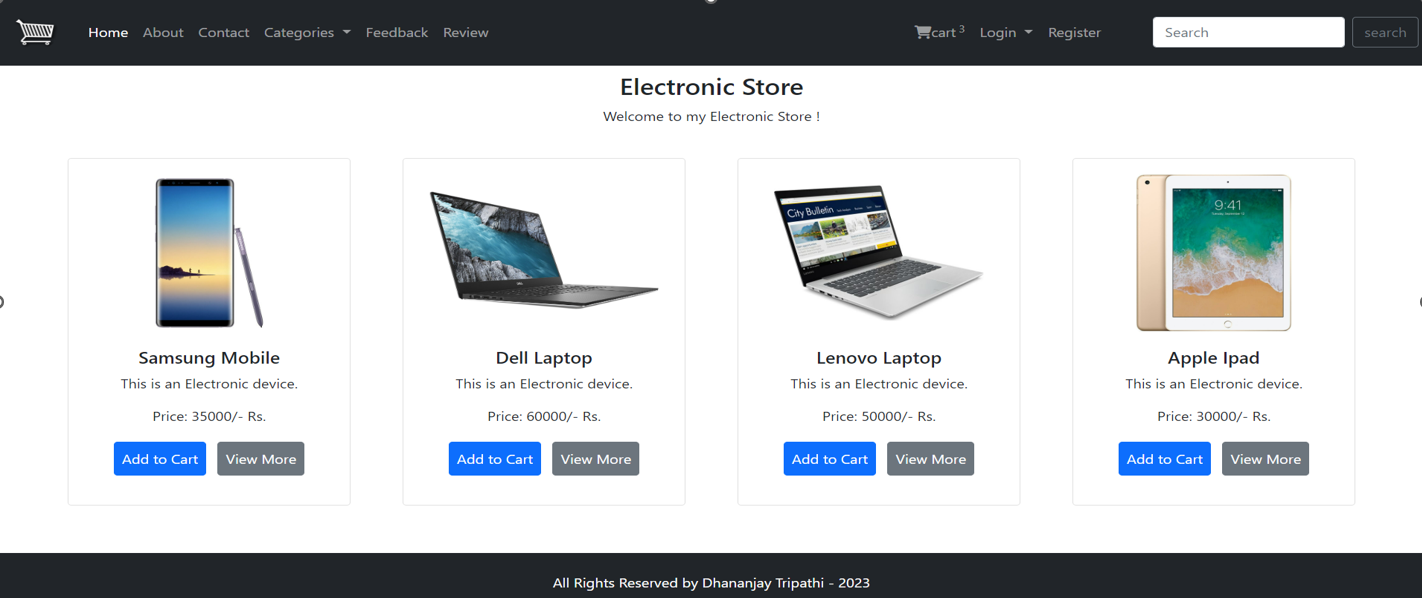 Home About Contact Categories Feedback Review cart 3 Login Register Search search
Electronic Store
Welcome to my Electronic Store !
City Bulletin
9:41
Samsung Mobile Dell Laptop Lenovo Laptop Apple Ipad
This is an Electronic device. This is an Electronic device. This is an Electronic device. This is an Electronic device.
Price: 35000/- Rs. Price: 60000/- Rs. Price: 50000/- Rs. Price: 30000/- Rs.
Add to Cart View More Add to Cart View More Add to Cart View More Add to Cart View More
All Rights Reserved by Dhananjay Tripathi - 2023